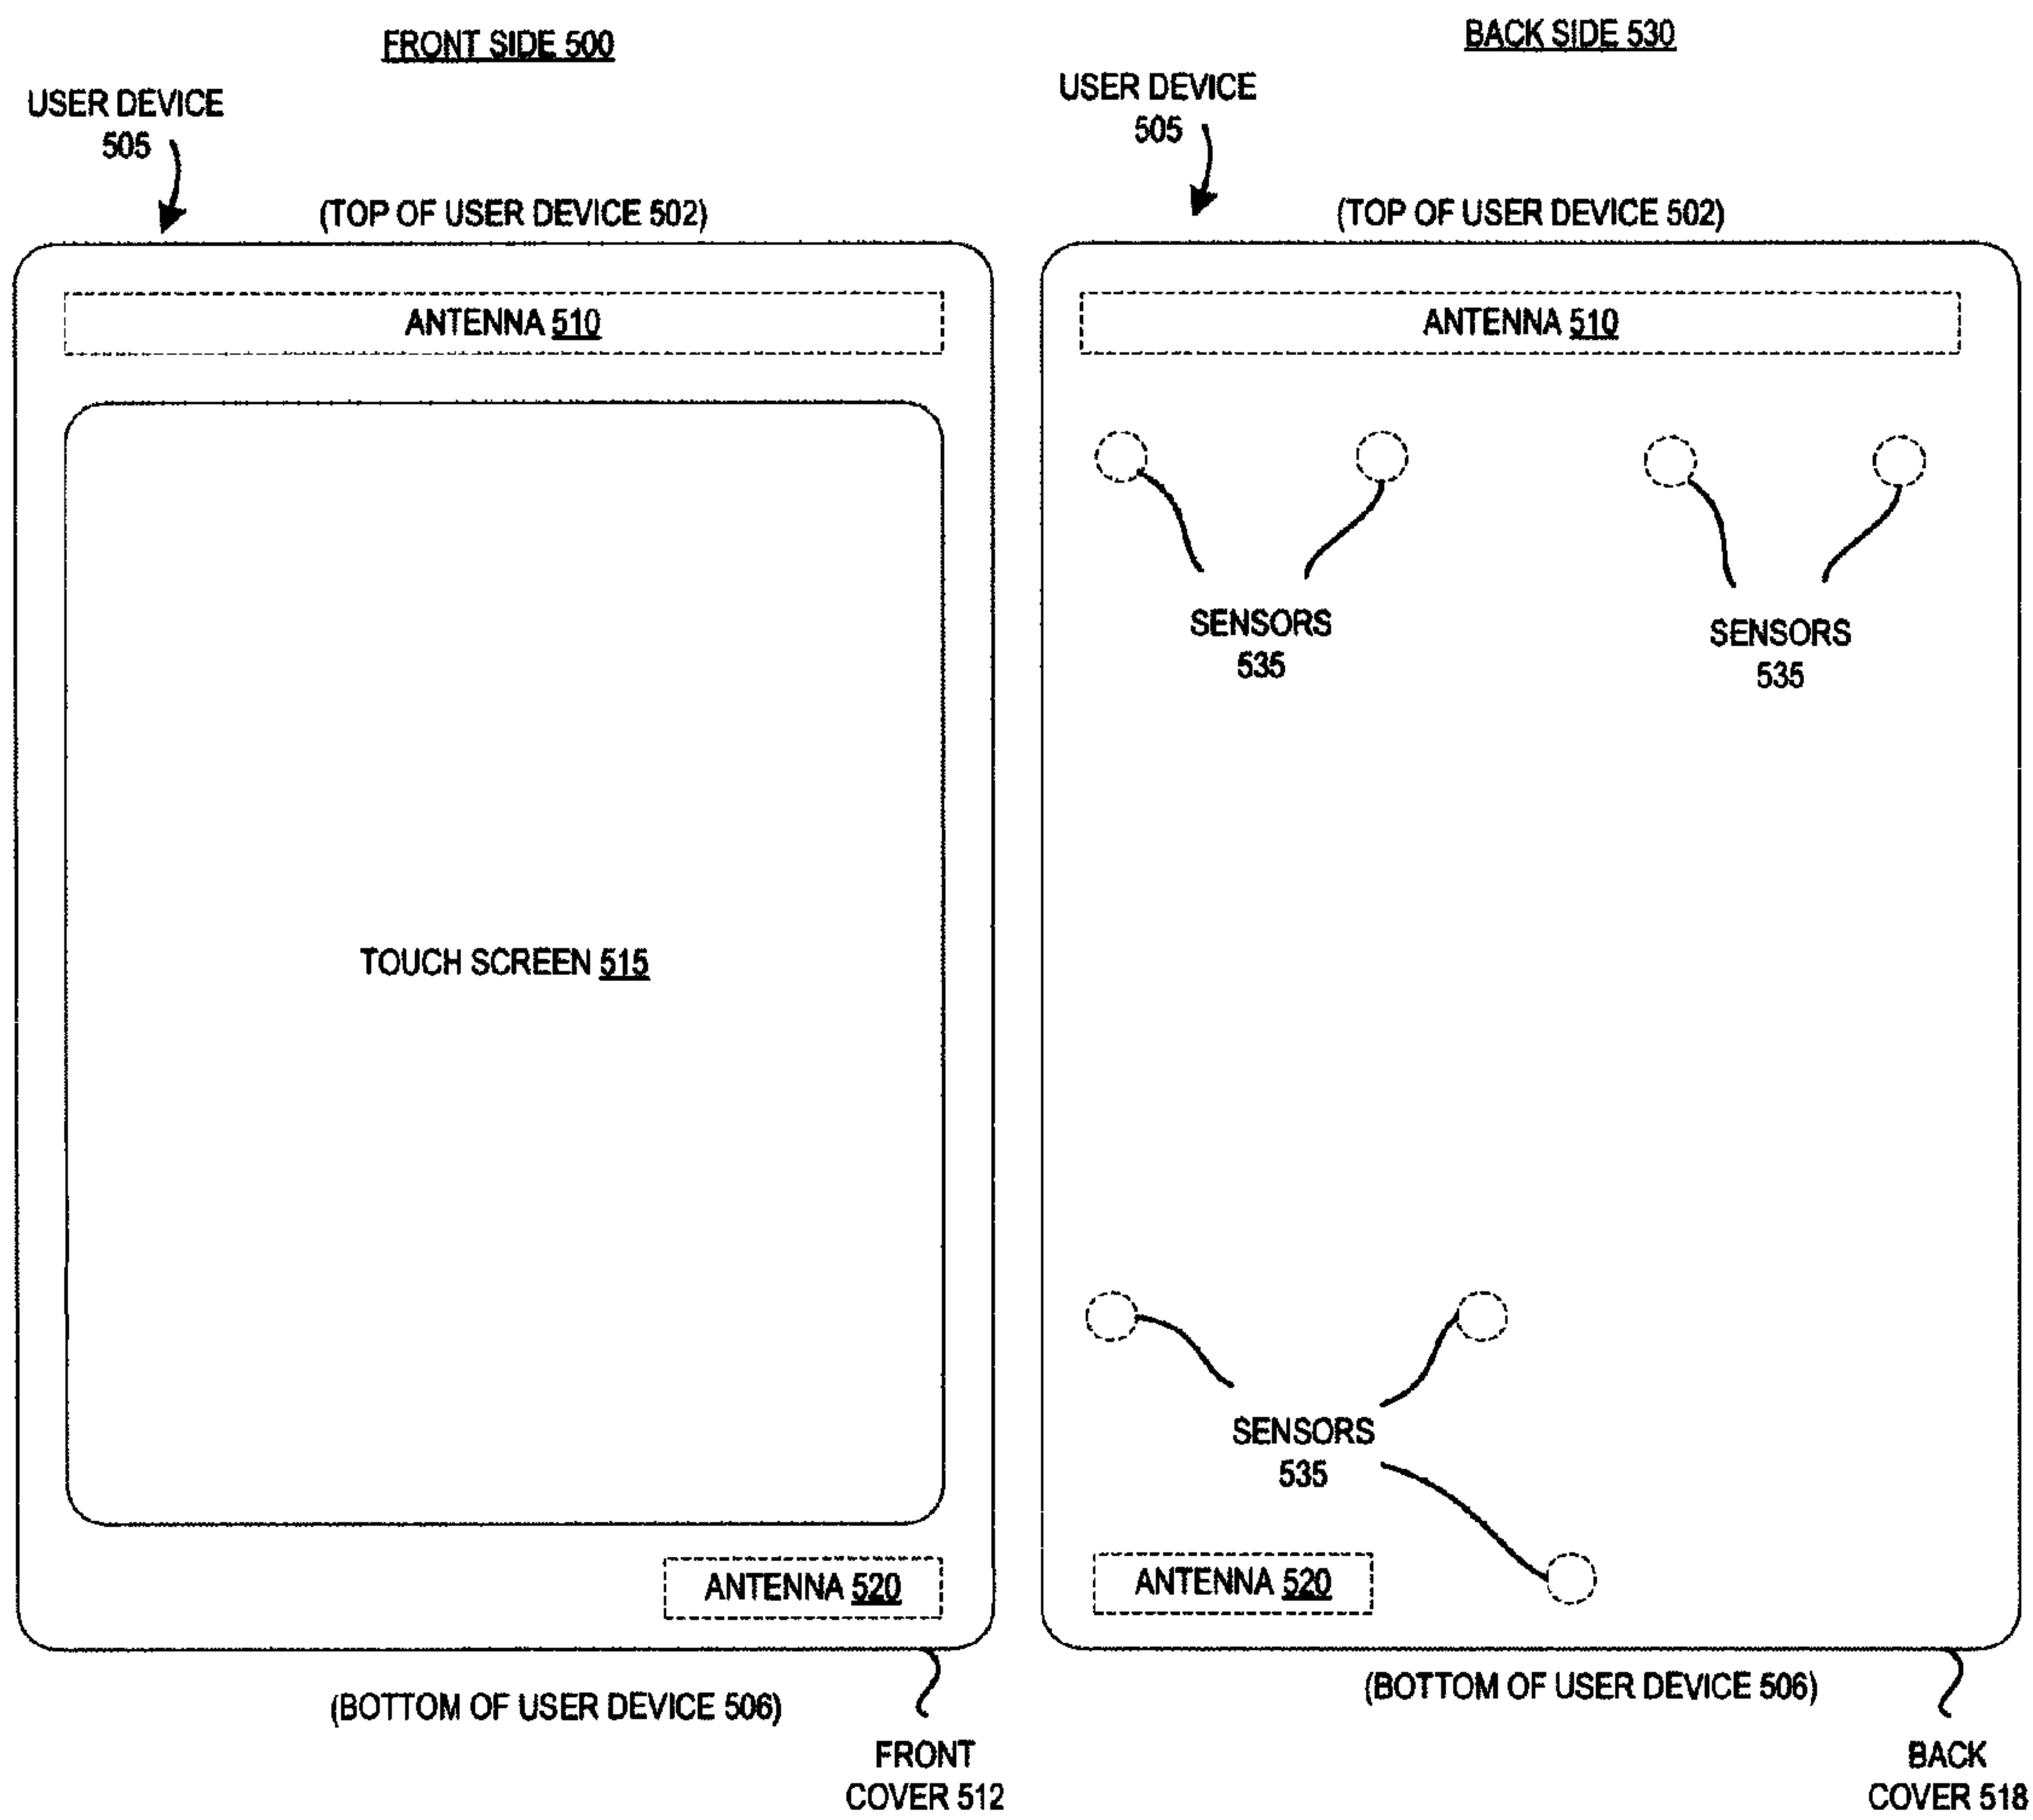 FRONT SIDE 500
USER DEVICE
505
(TOP OF USER DEVICE 502)
ANTENNA 510
TOUCH SCREEN 515
ANTENNA 520
(BOTTOM OF USER DEVICE 506)
FRONT
COVER 512
BACK SIDE 530
USER DEVICE
505
(TOP OF USER DEVICE 502)
ANTENNA 510
SENSORS
535
SENSORS
535
SENSORS
535
ANTENNA 520
(BOTTOM OF USER DEVICE 506)
BACK
COVER 518